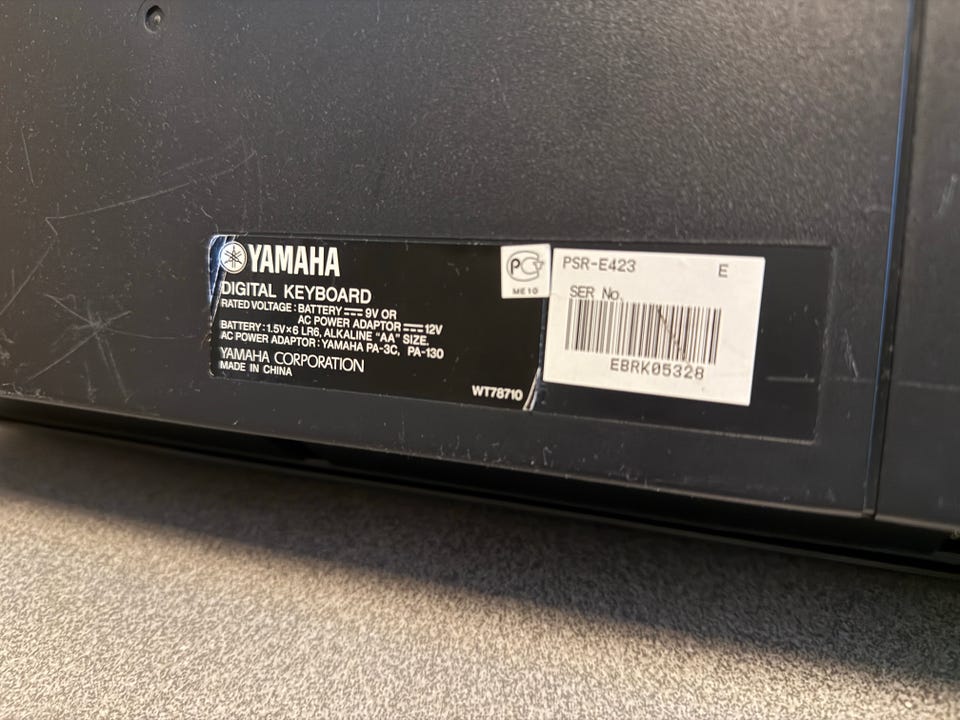 YAMAHA
DIGITAL KEYBOARD
RATED VOLTAGE: BATTERY ⎓ 9V OR
AC POWER ADAPTOR ⎓ 12V
BATTERY: 1.5V×6 LR6, ALKALINE "AA" SIZE.
AC POWER ADAPTOR: YAMAHA PA-3C, PA-130
YAMAHA CORPORATION
MADE IN CHINA
WT78710
ME10
PSR-E423 E
SER No.
EBRK05328